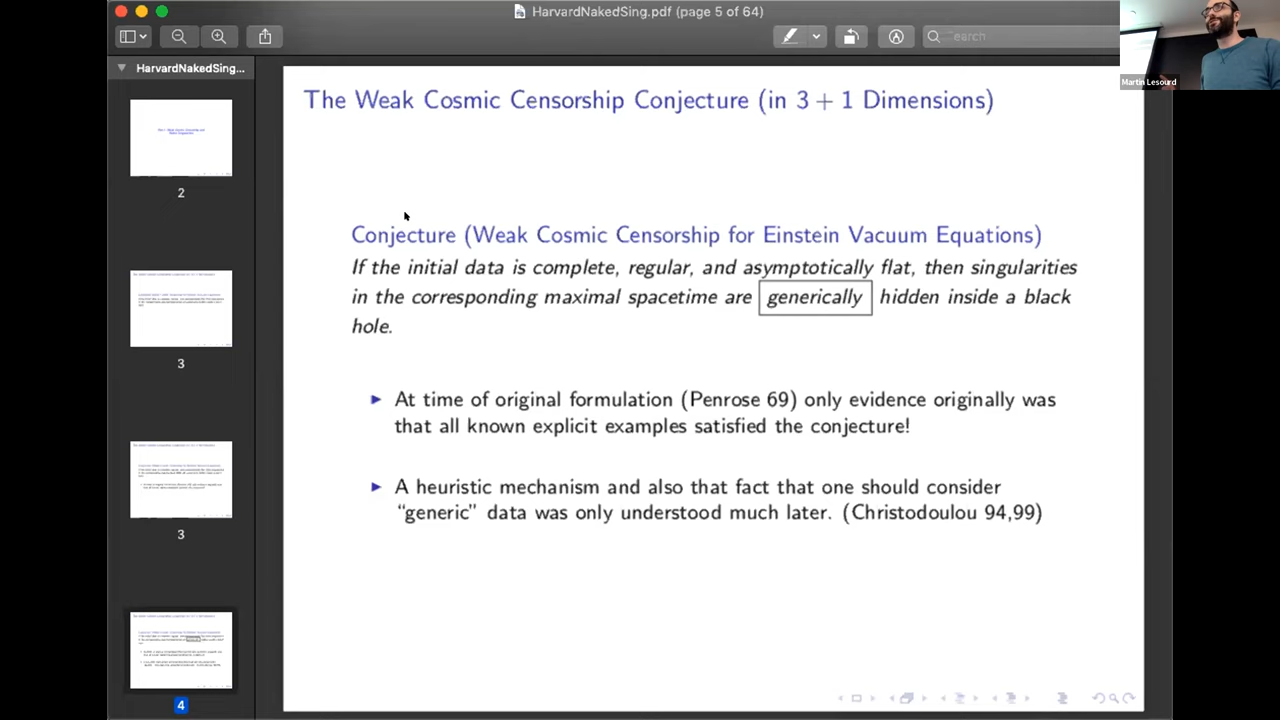 HarvardNakedSing.pdf (page 5 of 64)
Search
Martin Lesourd
HarvardNakedSing...
2
3
3
4
The Weak Cosmic Censorship Conjecture (in 3 + 1 Dimensions)
Conjecture (Weak Cosmic Censorship for Einstein Vacuum Equations)
If the initial data is complete, regular, and asymptotically flat, then singularities
in the corresponding maximal spacetime are generically hidden inside a black
hole.
► At time of original formulation (Penrose 69) only evidence originally was
that all known explicit examples satisfied the conjecture!
► A heuristic mechanism and also that fact that one should consider
“generic” data was only understood much later. (Christodoulou 94,99)